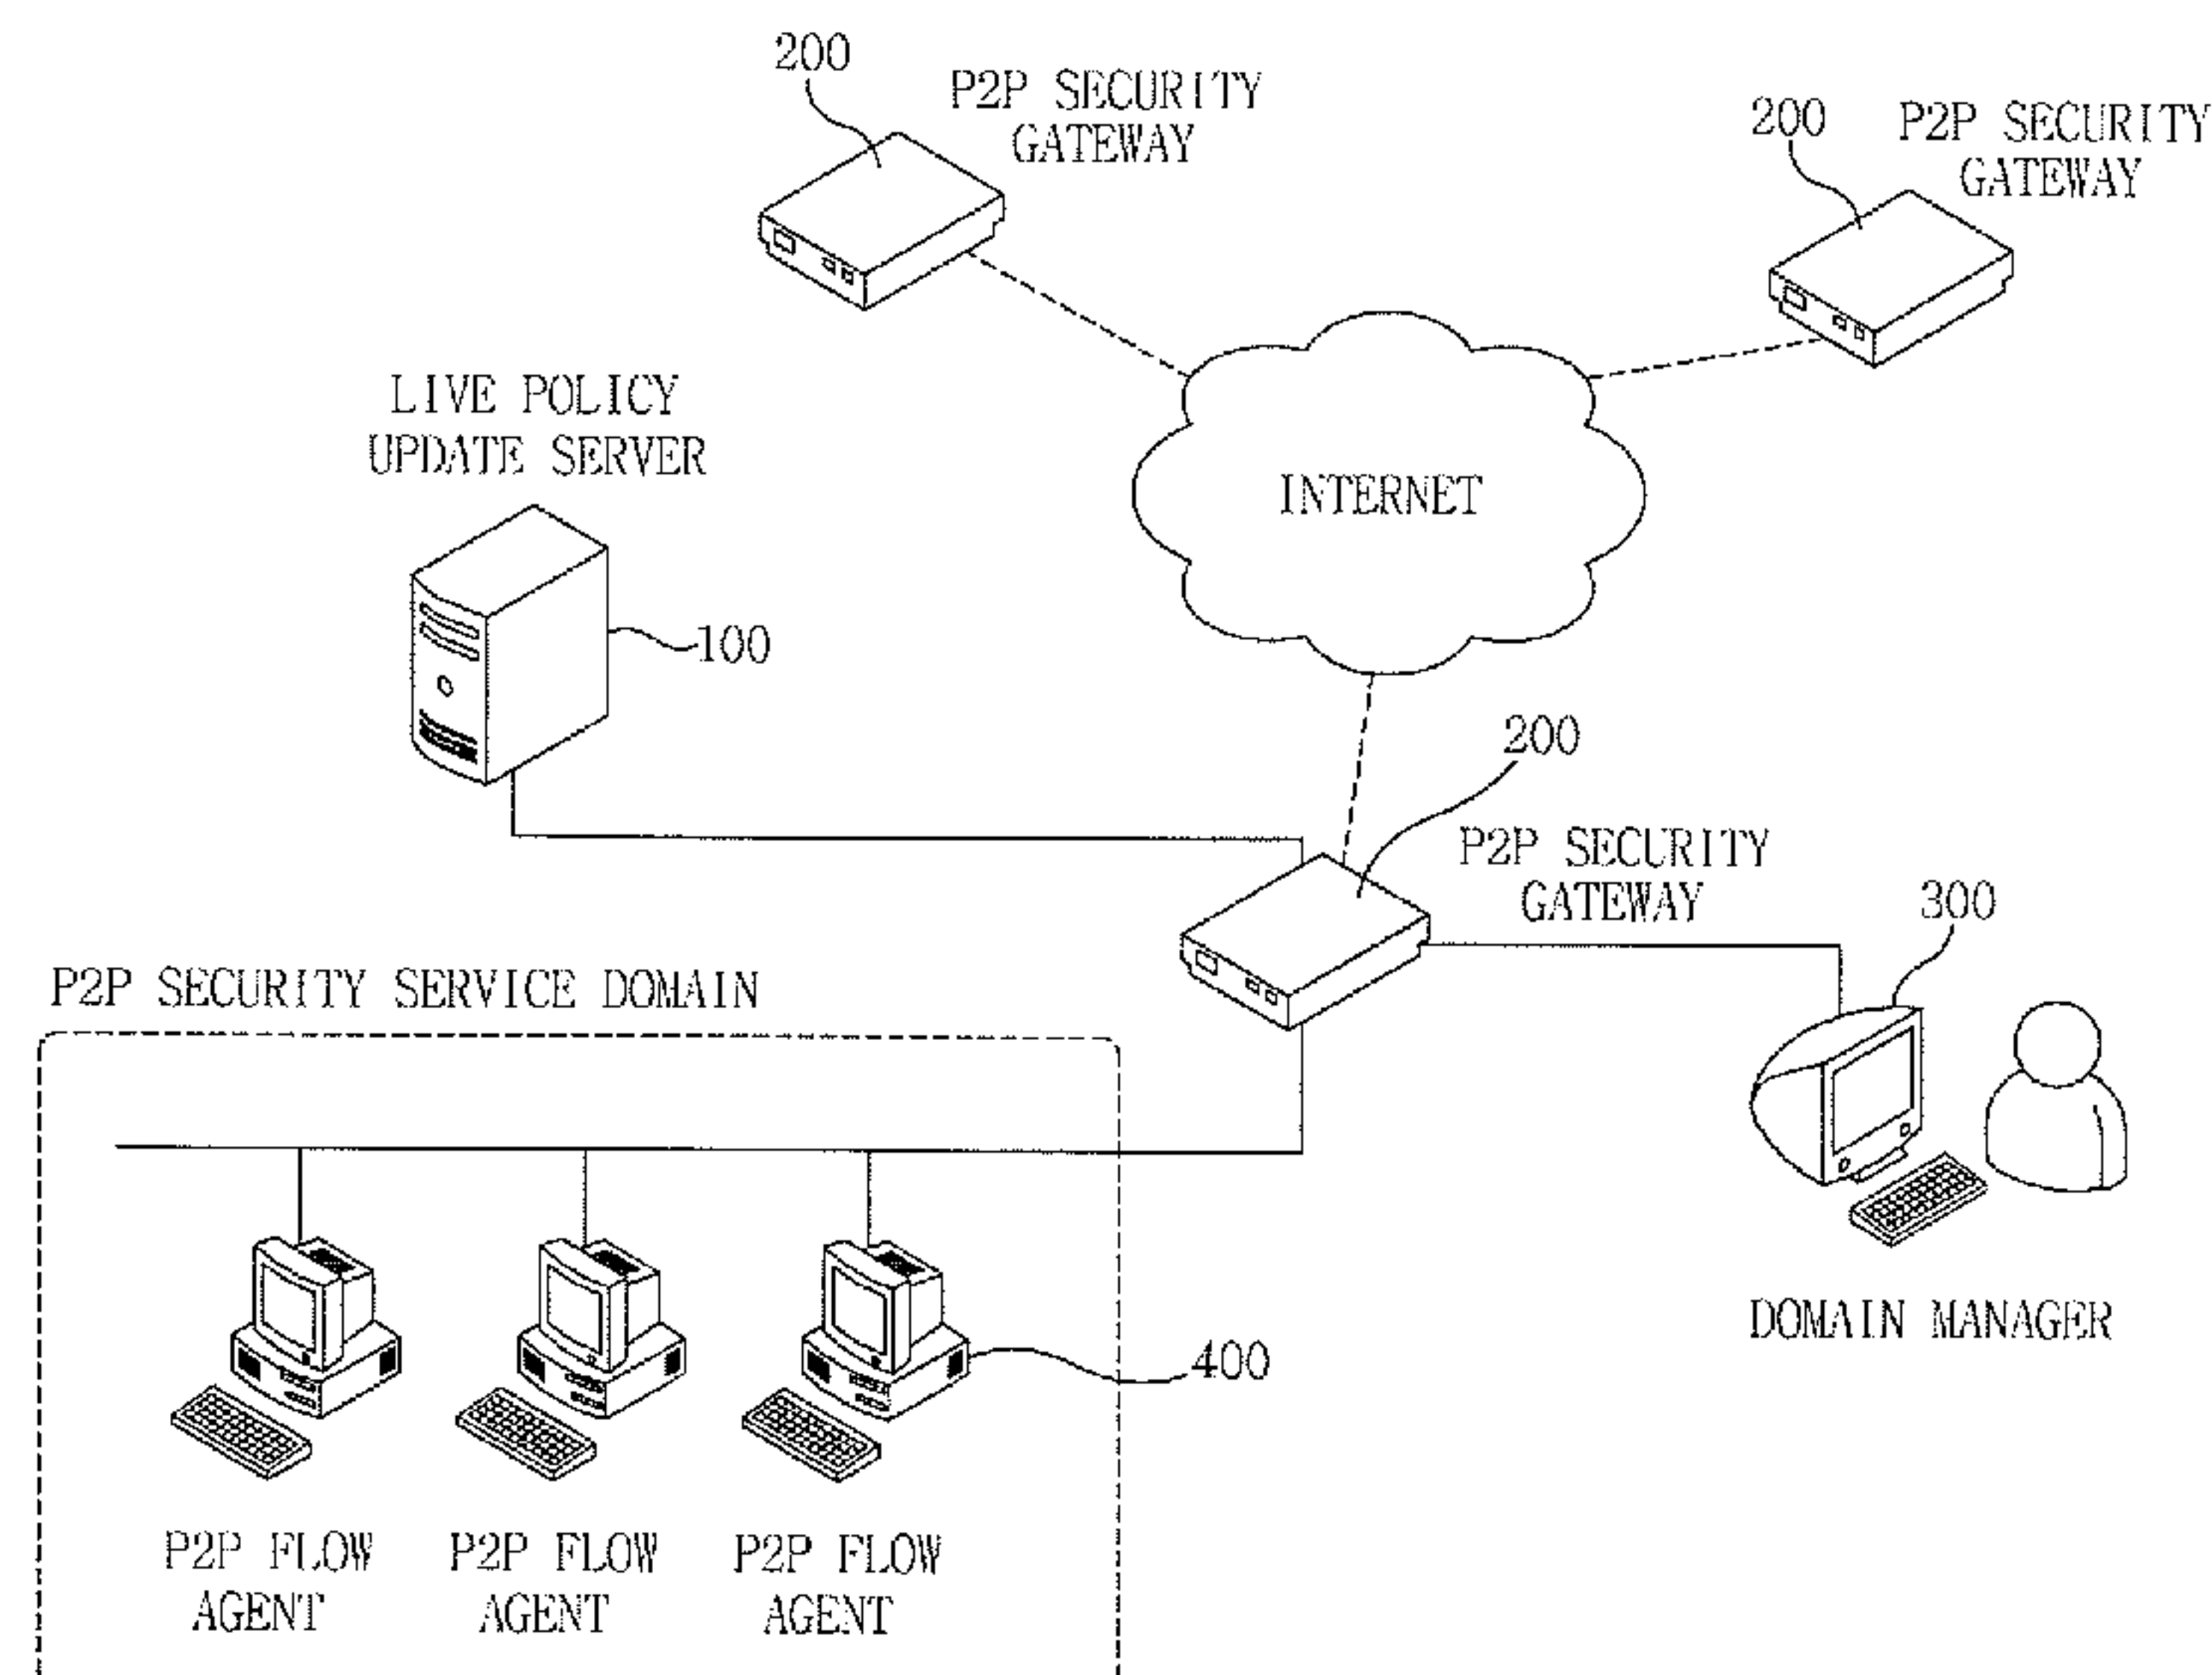 200
P2P SECURITY
GATEWAY
200
P2P SECURITY
GATEWAY
LIVE POLICY
UPDATE SERVER
INTERNET
100
200
P2P SECURITY
GATEWAY
300
P2P SECURITY SERVICE DOMAIN
DOMAIN MANAGER
400
P2P FLOW
AGENT
P2P FLOW
AGENT
P2P FLOW
AGENT